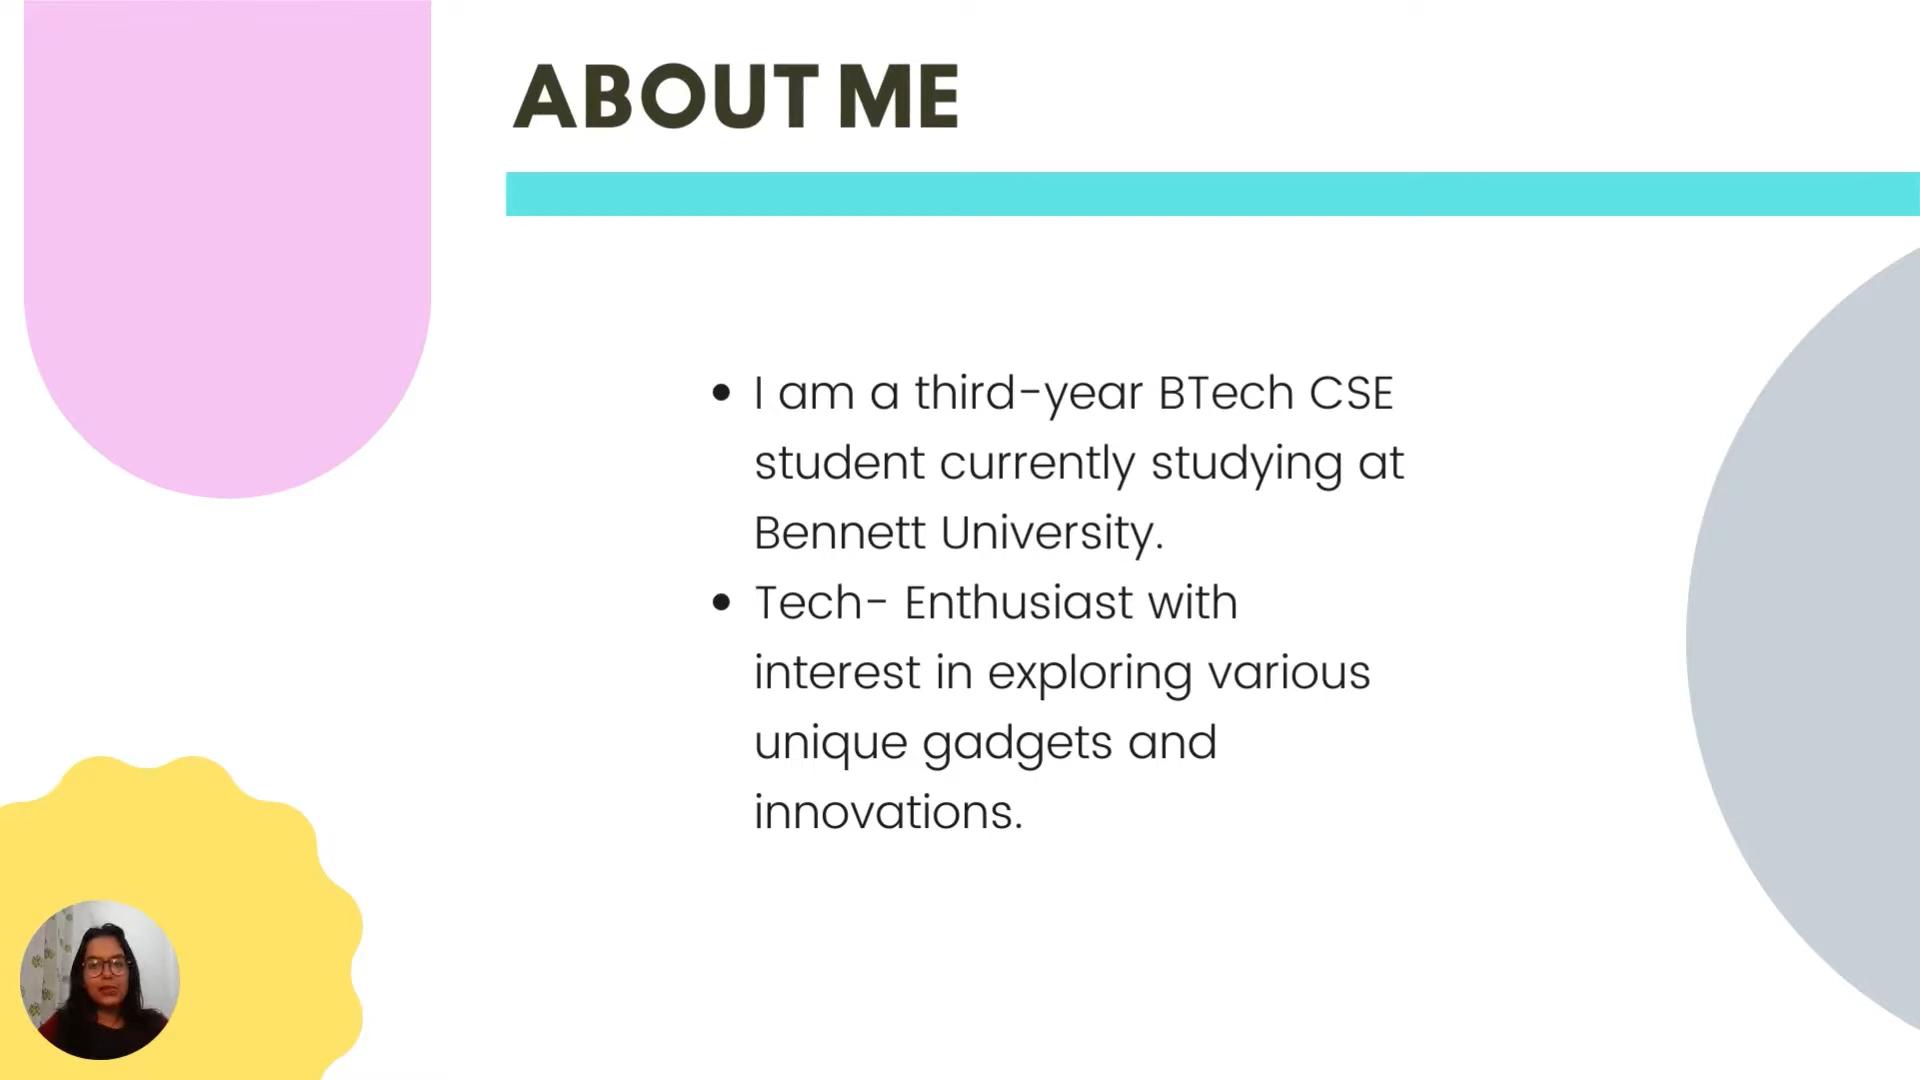 ABOUT ME
• I am a third-year BTech CSE
student currently studying at
Bennett University.
• Tech- Enthusiast with
interest in exploring various
unique gadgets and
innovations.